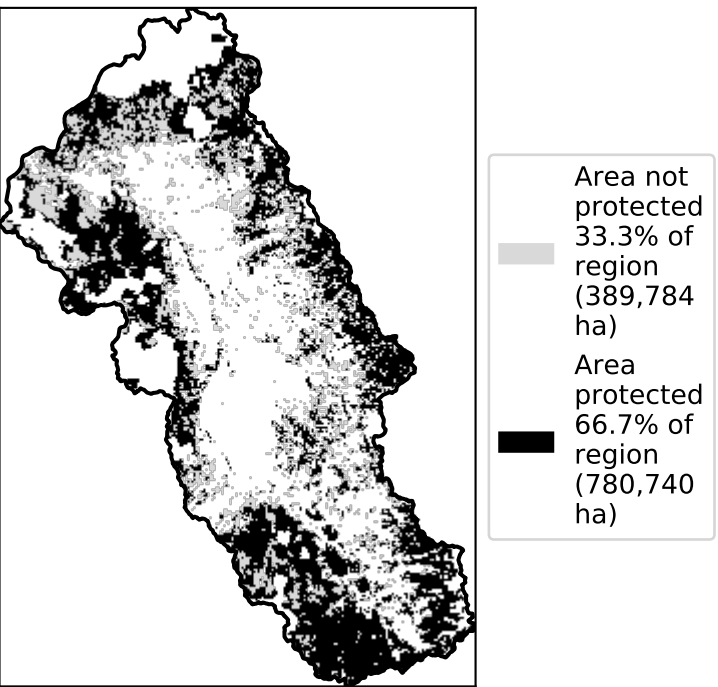 Area not
protected
33.3% of
region
(389,784
ha)
Area
protected
66.7% of
region
(780,740
ha)